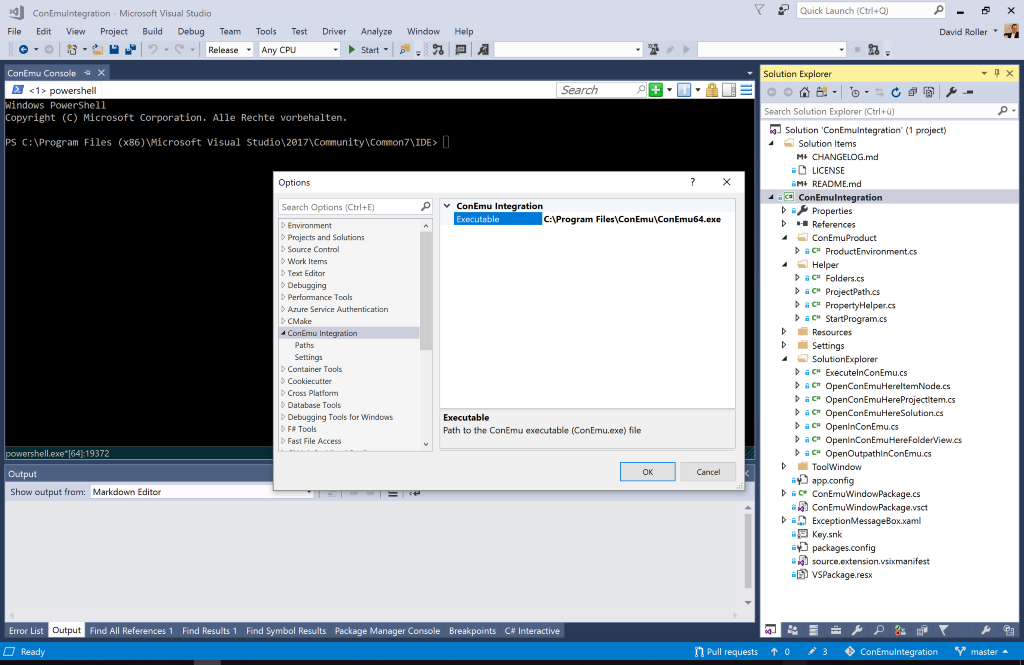 ConEmuIntegration - Microsoft Visual Studio
Quick Launch (Ctrl+Q)
File Edit View Project Build Debug Team Tools Test Driver Analyze Window Help
David Roller
Release Any CPU Start
ConEmu Console
<1> powershell
Search
Windows PowerShell
Copyright (C) Microsoft Corporation. Alle Rechte vorbehalten.
PS C:\Program Files (x86)\Microsoft Visual Studio\2017\Community\Common7\IDE>
powershell.exe*[64]:19372
Options
?
Search Options (Ctrl+E)
Environment
Projects and Solutions
Source Control
Work Items
Text Editor
Debugging
Performance Tools
Azure Service Authentication
CMake
ConEmu Integration
Paths
Settings
Container Tools
Cookiecutter
Cross Platform
Database Tools
Debugging Tools for Windows
F# Tools
Fast File Access
ConEmu Integration
Executable C:\Program Files\ConEmu\ConEmu64.exe
Executable
Path to the ConEmu executable (ConEmu.exe) file
OK Cancel
Output
Show output from: Markdown Editor
Error List Output Find All References 1 Find Results 1 Find Symbol Results Package Manager Console Breakpoints C# Interactive
Solution Explorer
Search Solution Explorer (Ctrl+ü)
Solution 'ConEmuIntegration' (1 project)
Solution Items
CHANGELOG.md
LICENSE
README.md
ConEmuIntegration
Properties
References
ConEmuProduct
ProductEnvironment.cs
Helper
Folders.cs
ProjectPath.cs
PropertyHelper.cs
StartProgram.cs
Resources
Settings
SolutionExplorer
ExecuteInConEmu.cs
OpenConEmuHereItemNode.cs
OpenConEmuHereProjectItem.cs
OpenConEmuHereSolution.cs
OpenInConEmu.cs
OpenInConEmuHereFolderView.cs
OpenOutpathInConEmu.cs
ToolWindow
app.config
ConEmuWindowPackage.cs
ConEmuWindowPackage.vsct
ExceptionMessageBox.xaml
Key.snk
packages.config
source.extension.vsixmanifest
VSPackage.resx
Ready
Pull requests 0 3 ConEmuIntegration master